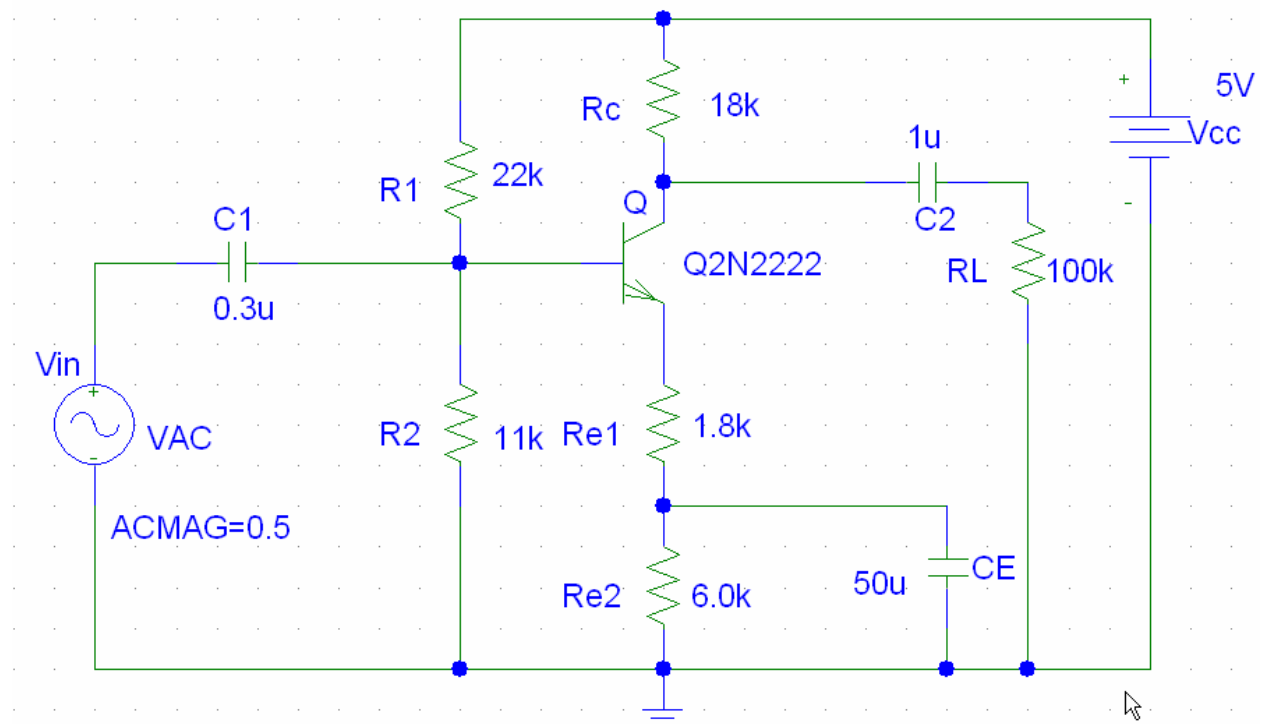 5V
+
Rc
18k
Vcc
1u
R1
22k
Q
-
C1
C2
Q2N2222
RL
100k
0.3u
Vin
+
VAC
-
R2
11k
Re1
1.8k
ACMAG=0.5
Re2
6.0k
50u
CE